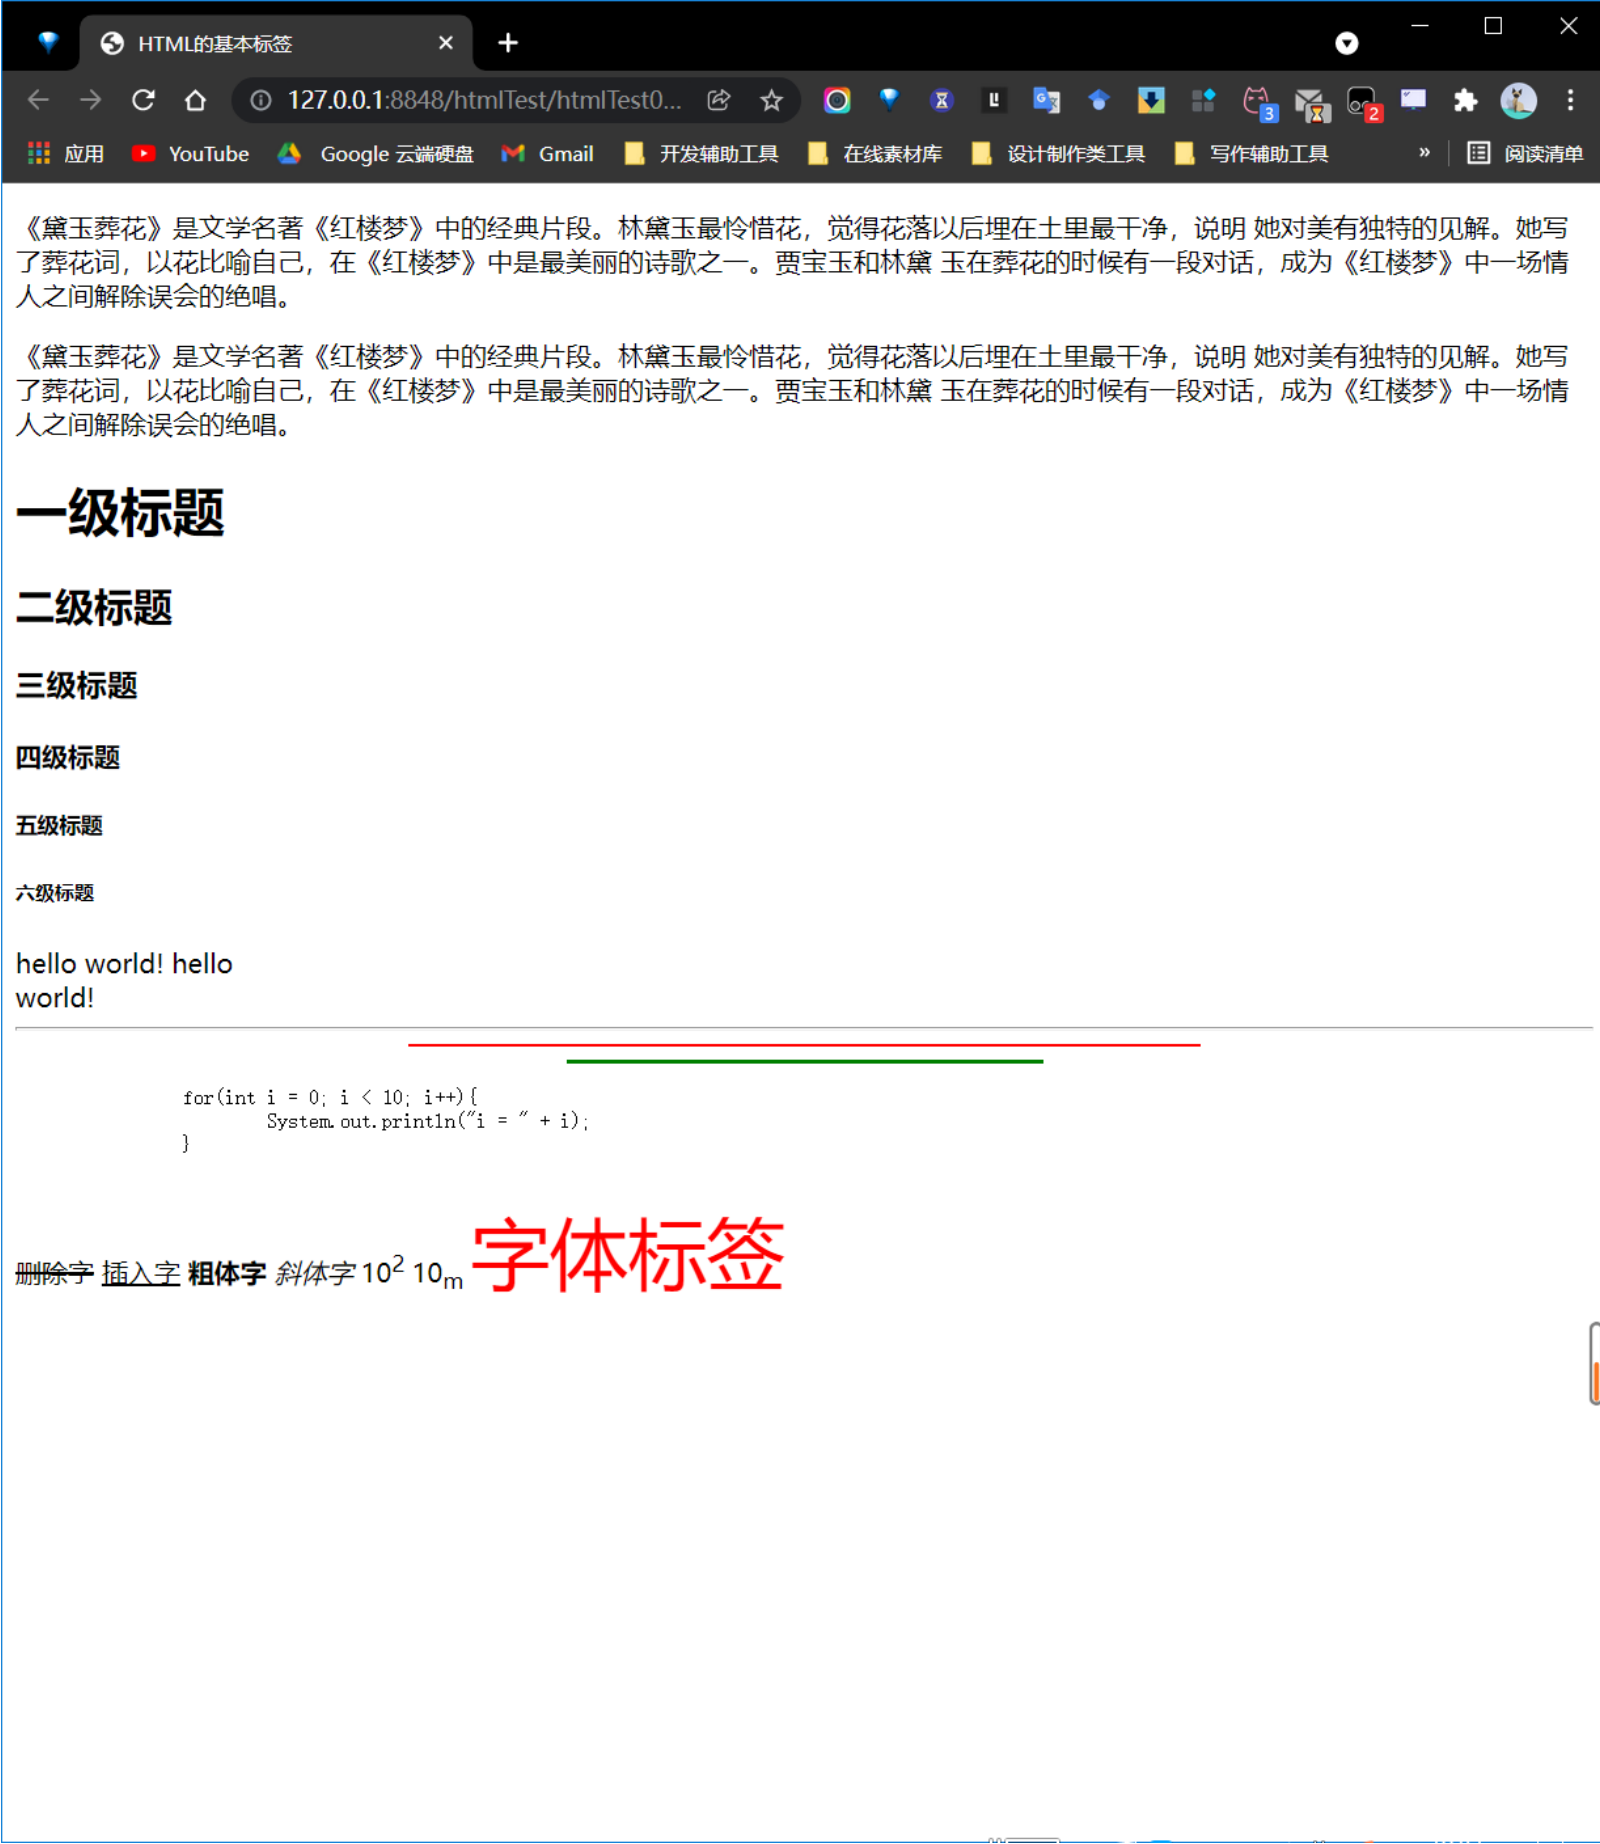 HTML的基本标签
127.0.0.1:8848/htmlTest/htmlTest0...
3
2
应用 YouTube Google 云端硬盘 Gmail 开发辅助工具 在线素材库 设计制作类工具 写作辅助工具 » 阅读清单
《黛玉葬花》是文学名著《红楼梦》中的经典片段。林黛玉最怜惜花，觉得花落以后埋在土里最干净，说明 她对美有独特的见解。她写
了葬花词，以花比喻自己，在《红楼梦》中是最美丽的诗歌之一。贾宝玉和林黛 玉在葬花的时候有一段对话，成为《红楼梦》中一场情
人之间解除误会的绝唱。
《黛玉葬花》是文学名著《红楼梦》中的经典片段。林黛玉最怜惜花，觉得花落以后埋在土里最干净，说明 她对美有独特的见解。她写
了葬花词，以花比喻自己，在《红楼梦》中是最美丽的诗歌之一。贾宝玉和林黛 玉在葬花的时候有一段对话，成为《红楼梦》中一场情
人之间解除误会的绝唱。
一级标题
二级标题
三级标题
四级标题
五级标题
六级标题
hello world! hello
world!
for(int i = 0; i < 10; i++){
System.out.println("i = " + i);
}
删除字 插入字 粗体字 斜体字 10² 10m 字体标签